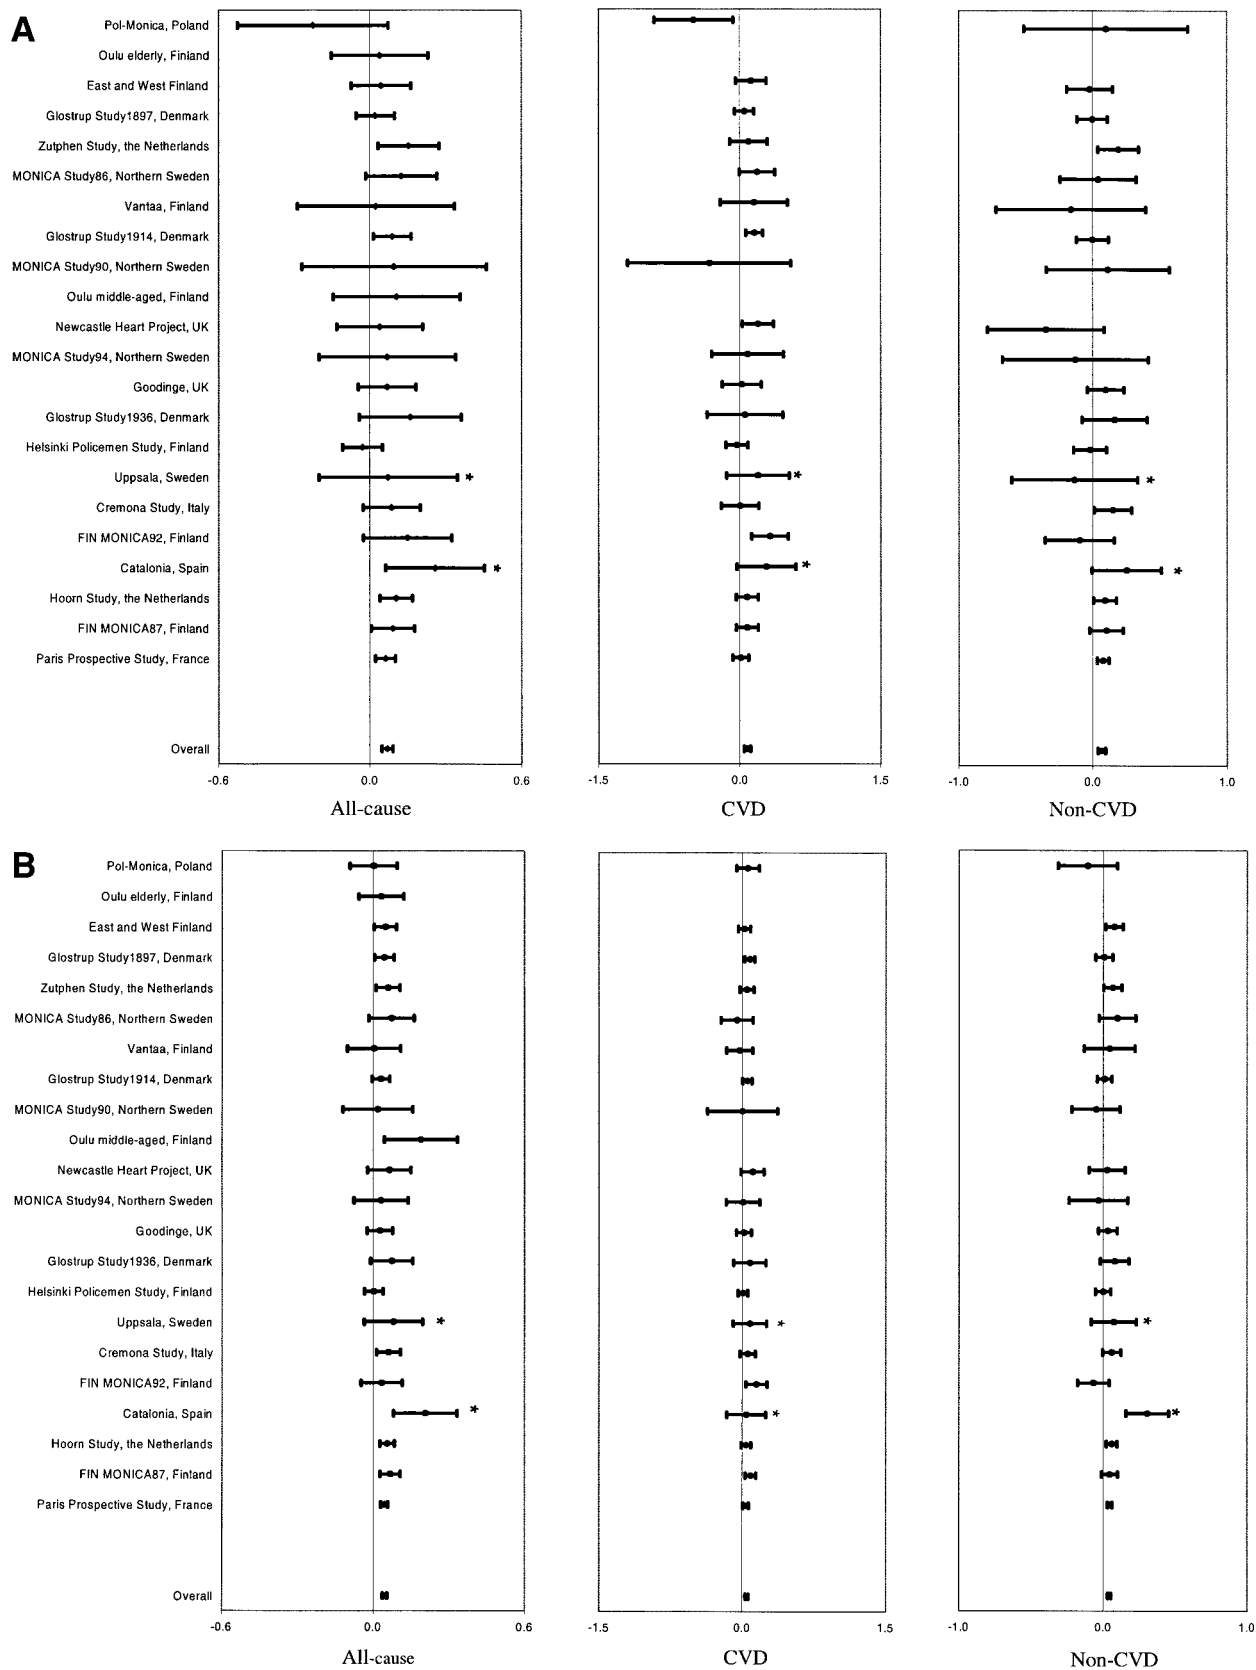 A
Pol-Monica, Poland
Oulu elderly, Finland
East and West Finland
Glostrup Study1897, Denmark
Zutphen Study, the Netherlands
MONICA Study86, Northern Sweden
Vantaa, Finland
Glostrup Study1914, Denmark
MONICA Study90, Northern Sweden
Oulu middle-aged, Finland
Newcastle Heart Project, UK
MONICA Study94, Northern Sweden
Goodinge, UK
Glostrup Study1936, Denmark
Helsinki Policemen Study, Finland
Uppsala, Sweden * * *
Cremona Study, Italy
FIN MONICA92, Finland
Catalonia, Spain * * *
Hoorn Study, the Netherlands
FIN MONICA87, Finland
Paris Prospective Study, France
Overall
-0.6 0.0 0.6 -1.5 0.0 1.5 -1.0 0.0 1.0
All-cause CVD Non-CVD
B
Pol-Monica, Poland
Oulu elderly, Finland
East and West Finland
Glostrup Study1897, Denmark
Zutphen Study, the Netherlands
MONICA Study86, Northern Sweden
Vantaa, Finland
Glostrup Study1914, Denmark
MONICA Study90, Northern Sweden
Oulu middle-aged, Finland
Newcastle Heart Project, UK
MONICA Study94, Northern Sweden
Goodinge, UK
Glostrup Study1936, Denmark
Helsinki Policemen Study, Finland
Uppsala, Sweden * * *
Cremona Study, Italy
FIN MONICA92, Finland
Catalonia, Spain * * *
Hoorn Study, the Netherlands
FIN MONICA87, Finland
Paris Prospective Study, France
Overall
-0.6 0.0 0.6 -1.5 0.0 1.5 -1.0 0.0 1.0
All-cause CVD Non-CVD